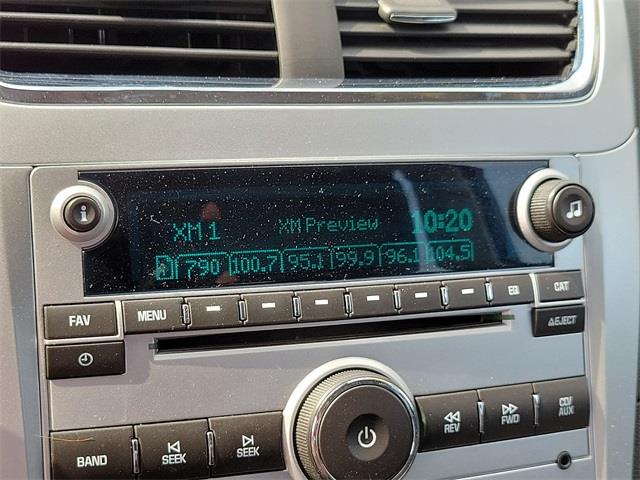 XM 1 XM Preview 10:20
790 100.7 95.1 99.9 96.1 104.5
FAV MENU EQ CAT
EJECT
REV FWD CD/AUX
BAND SEEK SEEK